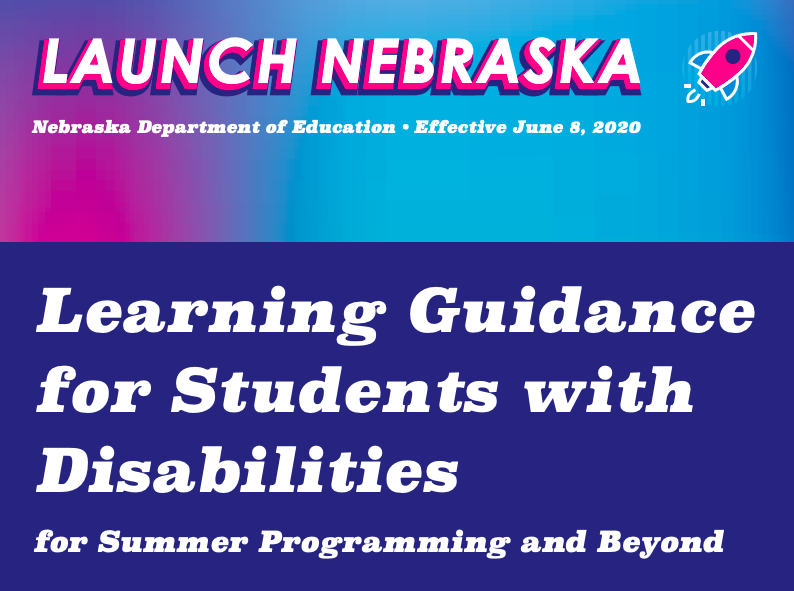 LAUNCH NEBRASKA
Nebraska Department of Education • Effective June 8, 2020
Learning Guidance
for Students with
Disabilities
for Summer Programming and Beyond